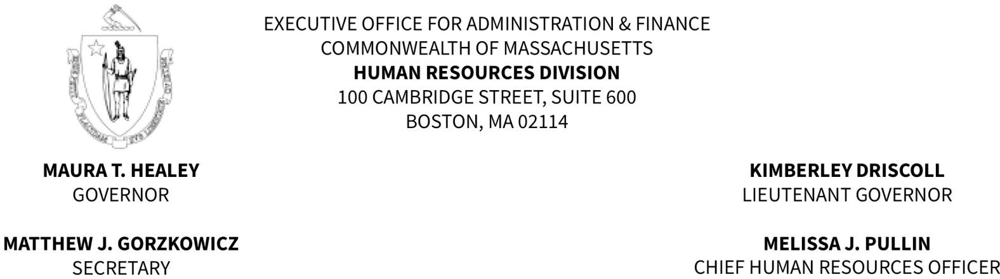 EXECUTIVE OFFICE FOR ADMINISTRATION & FINANCE
COMMONWEALTH OF MASSACHUSETTS
HUMAN RESOURCES DIVISION
100 CAMBRIDGE STREET, SUITE 600
BOSTON, MA 02114
MAURA T. HEALEY
GOVERNOR
KIMBERLEY DRISCOLL
LIEUTENANT GOVERNOR
MATTHEW J. GORZKOWICZ
SECRETARY
MELISSA J. PULLIN
CHIEF HUMAN RESOURCES OFFICER